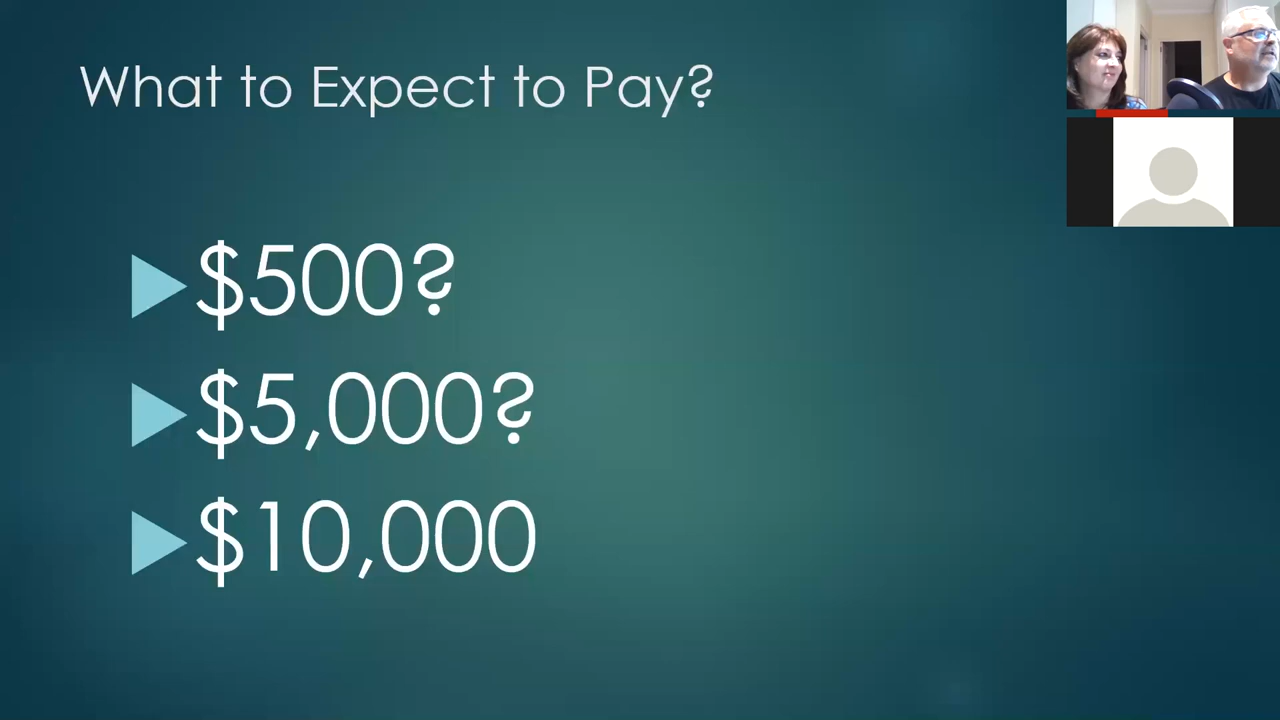 What to Expect to Pay?
$500?
$5,000?
$10,000